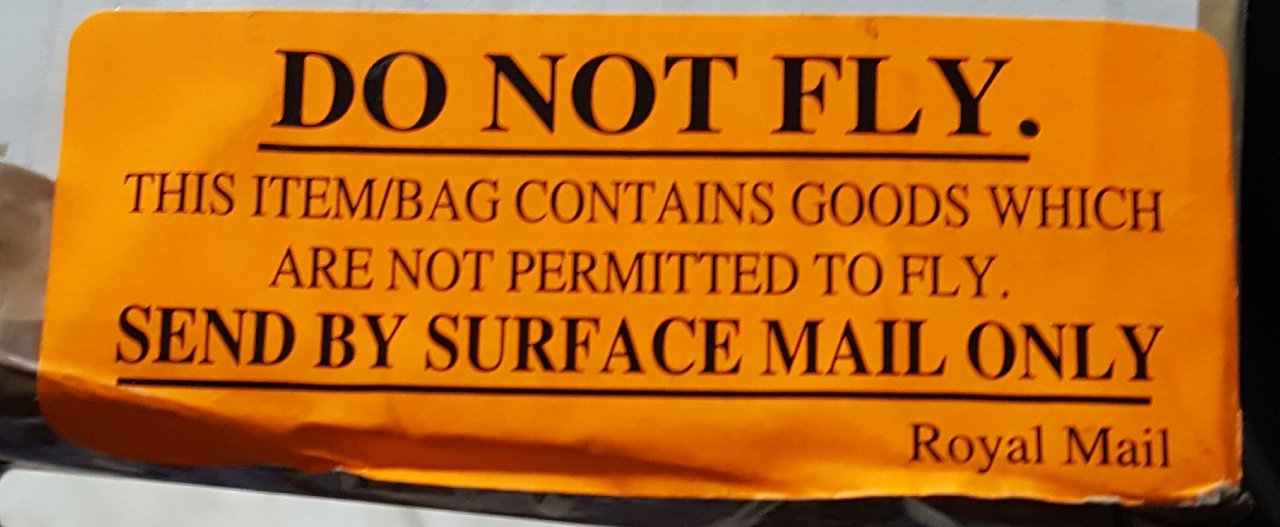 DO NOT FLY.
THIS ITEM/BAG CONTAINS GOODS WHICH
ARE NOT PERMITTED TO FLY.
SEND BY SURFACE MAIL ONLY
Royal Mail